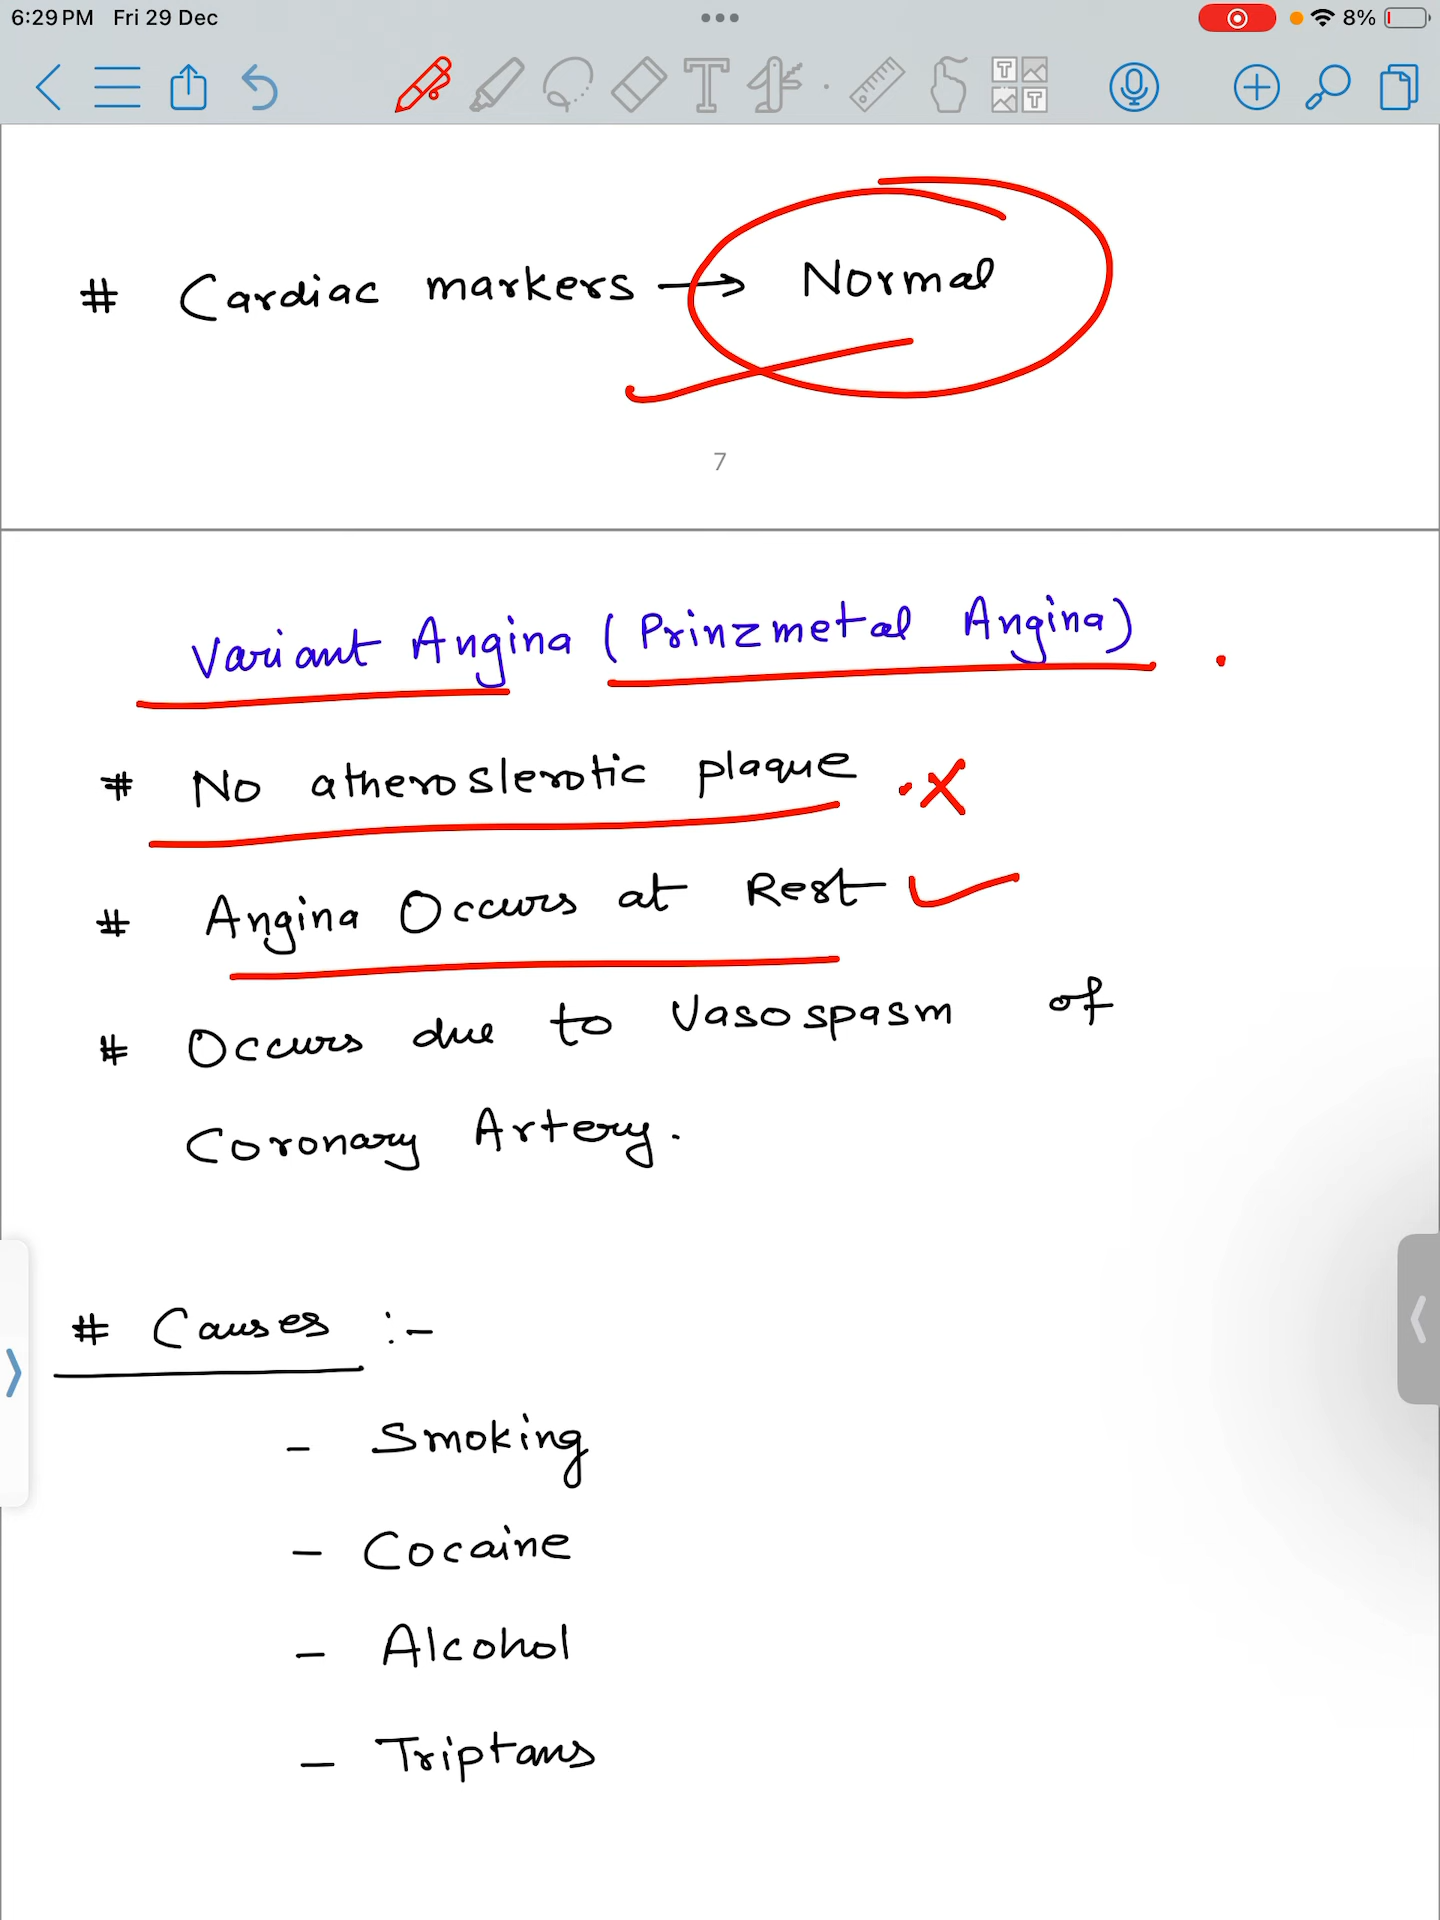 6:29 PM Fri 29 Dec
8%
T
T
T
# Cardiac markers → Normal
7
Variant Angina (Prinzmetal Angina)
# No atheroslerotic plaque
# Angina Occurs at Rest
# Occurs due to Vasospasm of
Coronary Artery.
# Causes :-
- Smoking
- Cocaine
- Alcohol
- Triptans